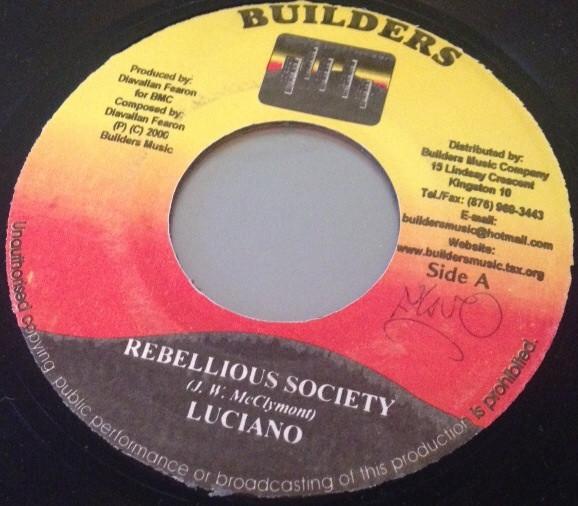 BUILDERS
Produced by:
Diavallan Fearon
for BMC
Composed by:
Diavallan Fearon
(P) (C) 2000
Builders Music
Distributed by:
Builders Music Company
15 Lindsay Crescent
Kingston 10
Tel./Fax: (876) 969-3443
E-mail:
buildersmusic@hotmail.com
Website:
www.buildersmusic.tax.org
Side A
REBELLIOUS SOCIETY
(J. W. McClymont)
LUCIANO
Unauthorised copying, public performance or broadcasting of this production is prohibited.